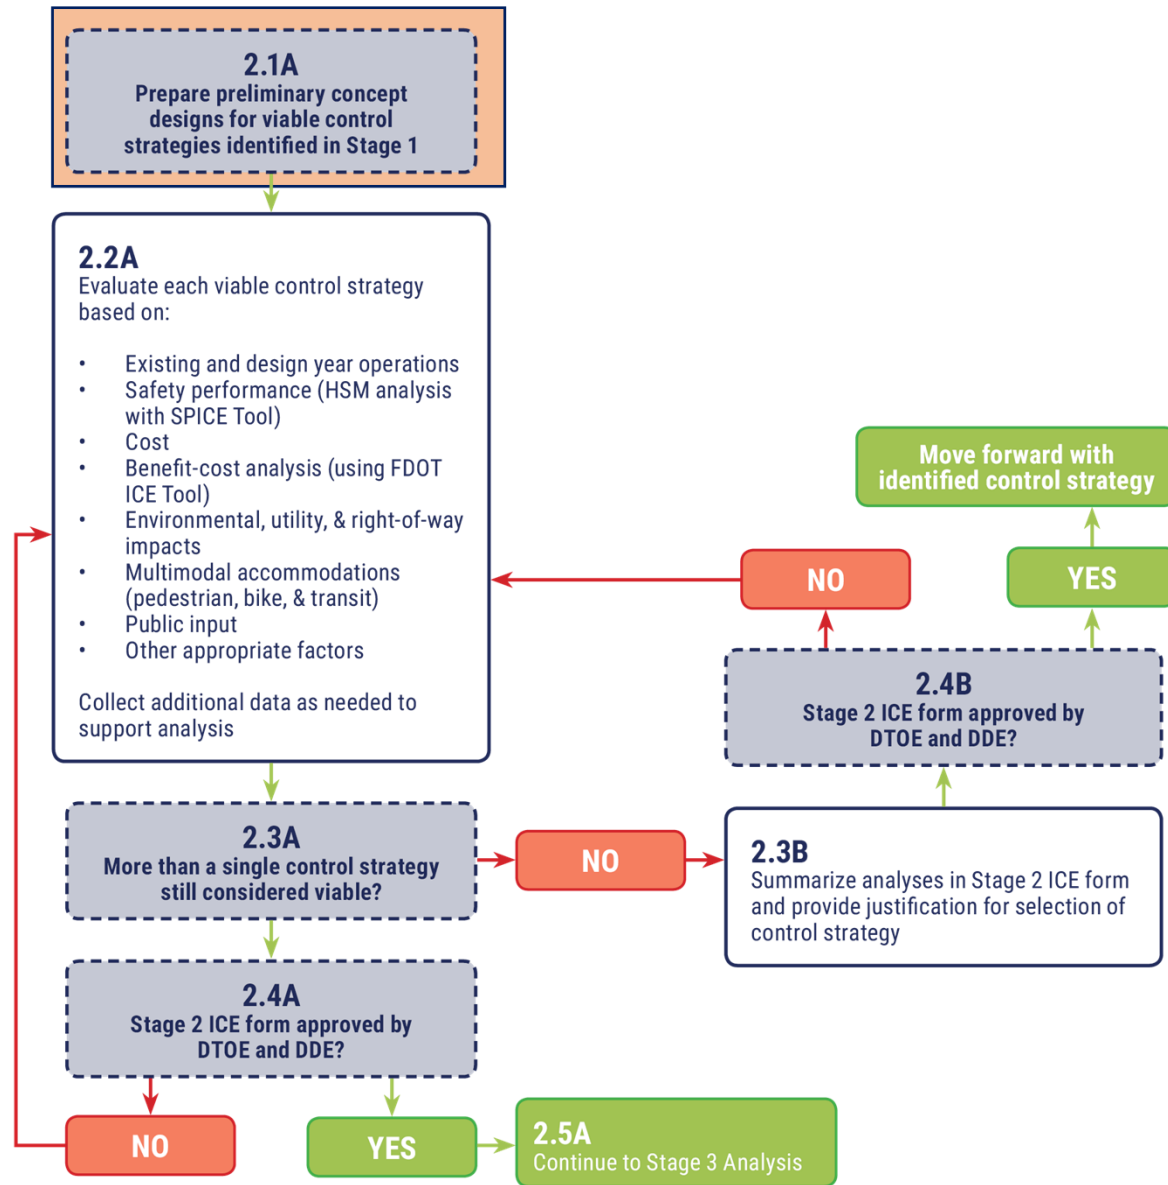 2.1A
Prepare preliminary concept
designs for viable control
strategies identified in Stage 1
2.2A
Evaluate each viable control strategy
based on:
• Existing and design year operations
• Safety performance (HSM analysis
with SPICE Tool)
• Cost
• Benefit-cost analysis (using FDOT
ICE Tool)
• Environmental, utility, & right-of-way
impacts
• Multimodal accommodations
(pedestrian, bike, & transit)
• Public input
• Other appropriate factors
Collect additional data as needed to
support analysis
2.3A
More than a single control strategy
still considered viable?
NO
2.3B
Summarize analyses in Stage 2 ICE form
and provide justification for selection of
control strategy
2.4B
Stage 2 ICE form approved by
DTOE and DDE?
NO
YES
Move forward with
identified control strategy
2.4A
Stage 2 ICE form approved by
DTOE and DDE?
NO
YES
2.5A
Continue to Stage 3 Analysis